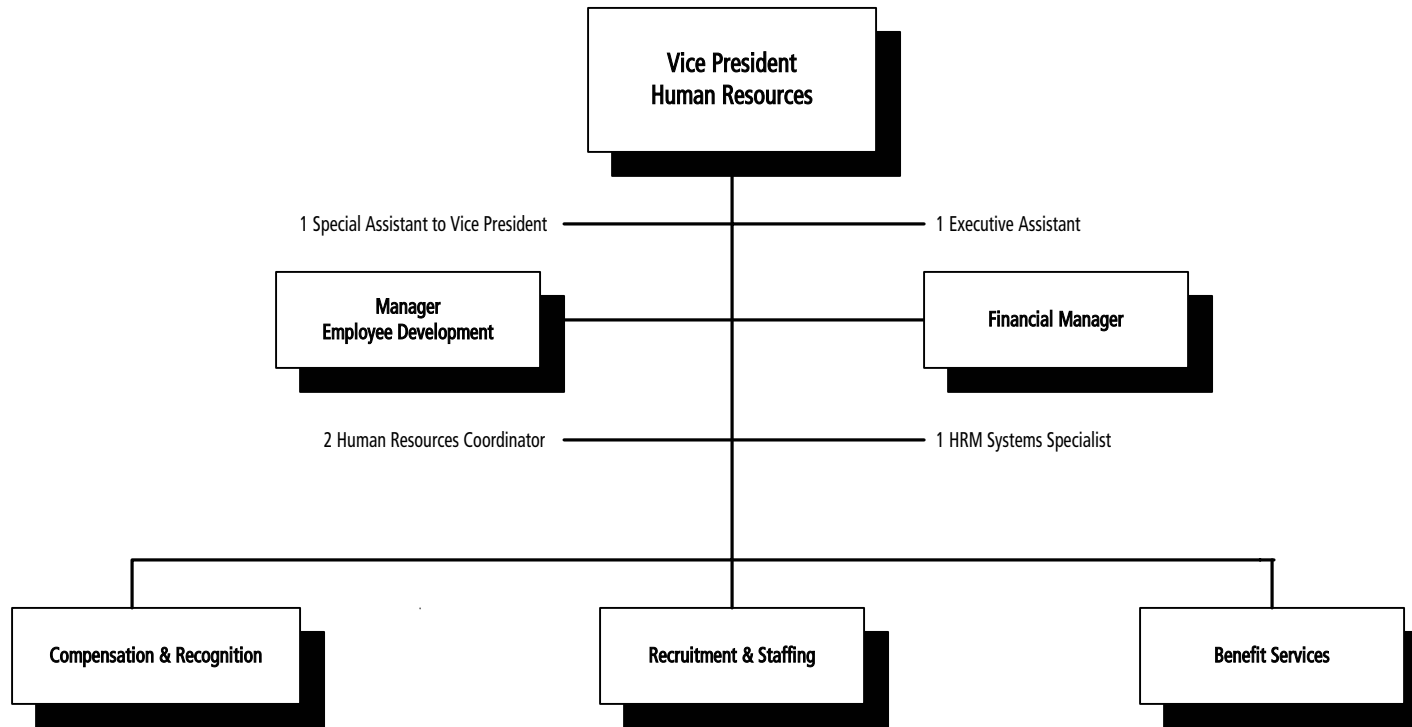 Vice President
Human Resources
1 Special Assistant to Vice President
1 Executive Assistant
Manager
Employee Development
Financial Manager
2 Human Resources Coordinator
1 HRM Systems Specialist
Compensation & Recognition
Recruitment & Staffing
Benefit Services